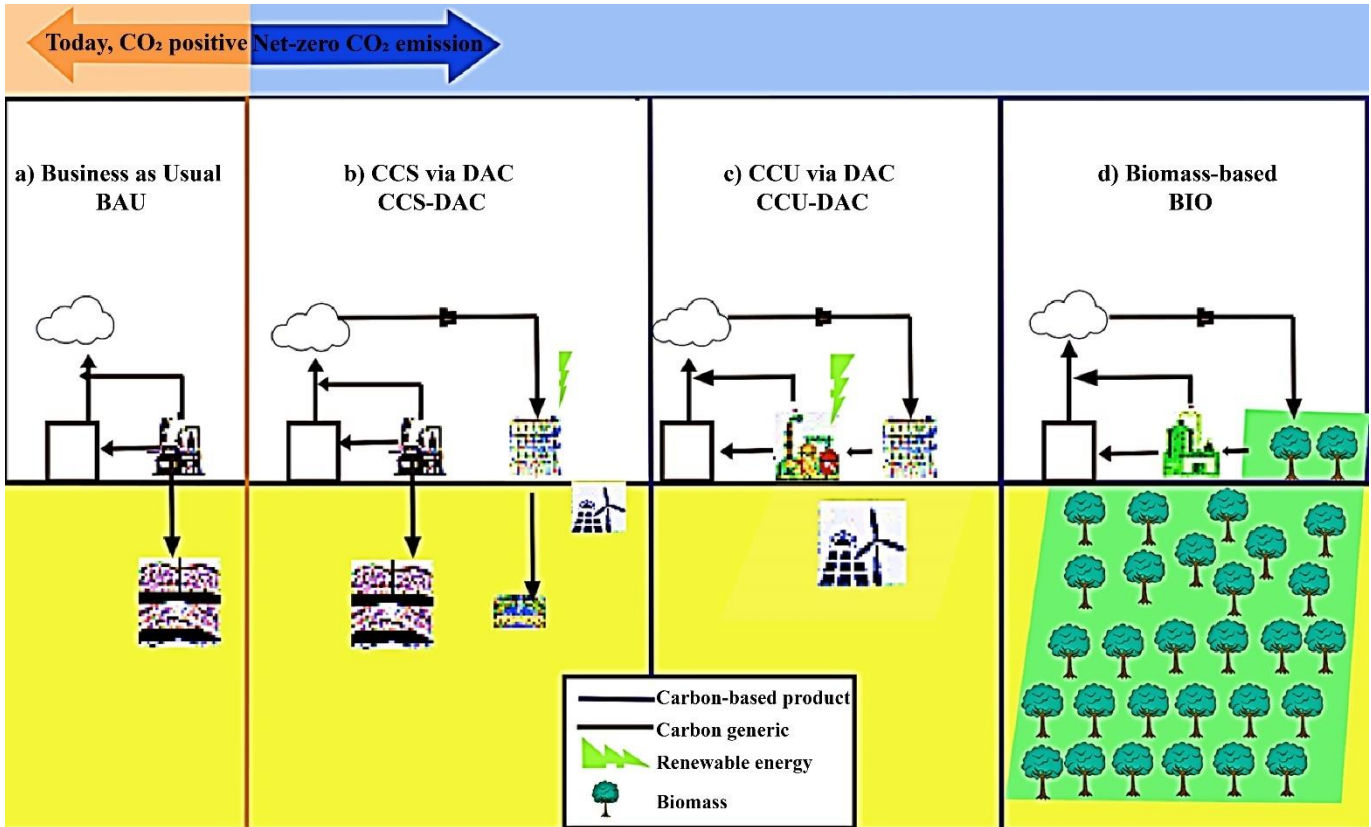 Today, CO₂ positive Net-zero CO₂ emission
a) Business as Usual
BAU
b) CCS via DAC
CCS-DAC
c) CCU via DAC
CCU-DAC
d) Biomass-based
BIO
Carbon-based product
Carbon generic
Renewable energy
Biomass